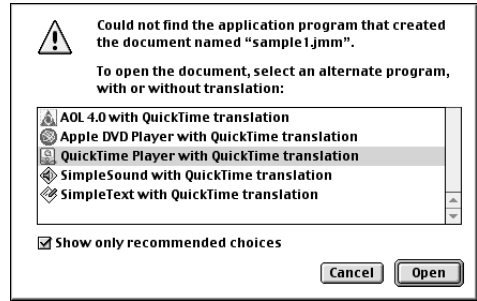 Could not find the application program that created
the document named “sample1.jmm”.
To open the document, select an alternate program,
with or without translation:
AOL 4.0 with QuickTime translation
Apple DVD Player with QuickTime translation
QuickTime Player with QuickTime translation
SimpleSound with QuickTime translation
SimpleText with QuickTime translation
Show only recommended choices
Cancel Open